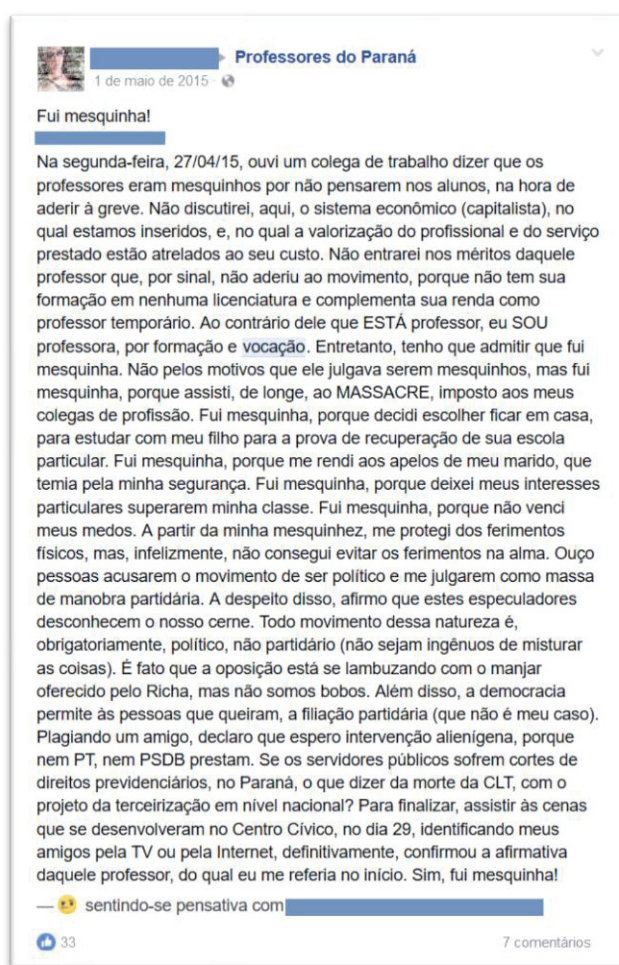 Professores do Paraná
1 de maio de 2015
Fui mesquinha!
Na segunda-feira, 27/04/15, ouvi um colega de trabalho dizer que os
professores eram mesquinhos por não pensarem nos alunos, na hora de
aderir à greve. Não discutirei, aqui, o sistema econômico (capitalista), no
qual estamos inseridos, e, no qual a valorização do profissional e do serviço
prestado estão atrelados ao seu custo. Não entrarei nos méritos daquele
professor que, por sinal, não aderiu ao movimento, porque não tem sua
formação em nenhuma licenciatura e complementa sua renda como
professor temporário. Ao contrário dele que ESTÁ professor, eu SOU
professora, por formação e vocação. Entretanto, tenho que admitir que fui
mesquinha. Não pelos motivos que ele julgava serem mesquinhos, mas fui
mesquinha, porque assisti, de longe, ao MASSACRE, imposto aos meus
colegas de profissão. Fui mesquinha, porque decidi escolher ficar em casa,
para estudar com meu filho para a prova de recuperação de sua escola
particular. Fui mesquinha, porque me rendi aos apelos de meu marido, que
temia pela minha segurança. Fui mesquinha, porque deixei meus interesses
particulares superarem minha classe. Fui mesquinha, porque não venci
meus medos. A partir da minha mesquinhez, me protegi dos ferimentos
físicos, mas, infelizmente, não consegui evitar os ferimentos na alma. Ouço
pessoas acusarem o movimento de ser político e me julgarem como massa
de manobra partidária. A despeito disso, afirmo que estes especuladores
desconhecem o nosso cerne. Todo movimento dessa natureza é,
obrigatoriamente, político, não partidário (não sejam ingênuos de misturar
as coisas). É fato que a oposição está se lambuzando com o manjar
oferecido pelo Richa, mas não somos bobos. Além disso, a democracia
permite às pessoas que queiram, a filiação partidária (que não é meu caso).
Plagiando um amigo, declaro que espero intervenção alienígena, porque
nem PT, nem PSDB prestam. Se os servidores públicos sofrem cortes de
direitos previdenciários, no Paraná, o que dizer da morte da CLT, com o
projeto da terceirização em nível nacional? Para finalizar, assistir às cenas
que se desenvolveram no Centro Cívico, no dia 29, identificando meus
amigos pela TV ou pela Internet, definitivamente, confirmou a afirmativa
daquele professor, do qual eu me referia no início. Sim, fui mesquinha!
— sentindo-se pensativa com
33 7 comentários